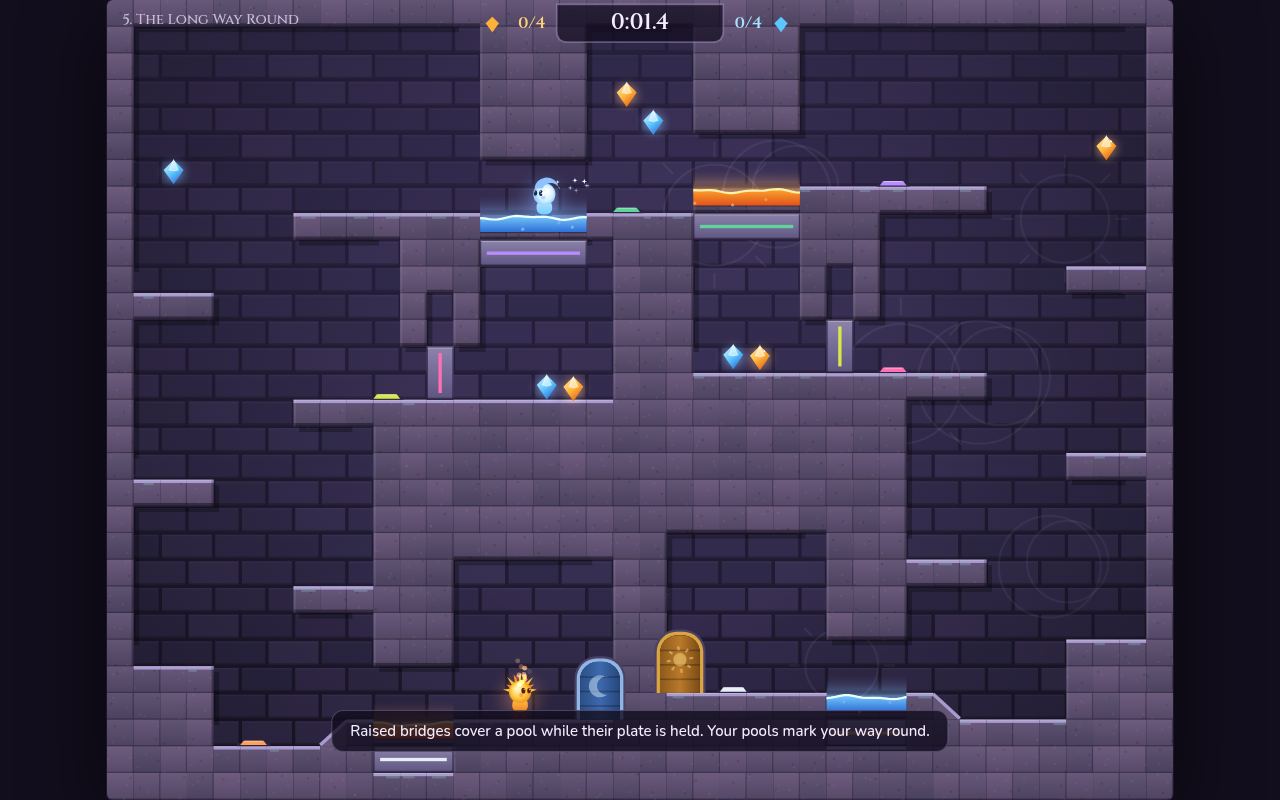 5. The Long Way Round
0/4
0:01.4
0/4
Raised bridges cover a pool while their plate is held. Your pools mark your way round.